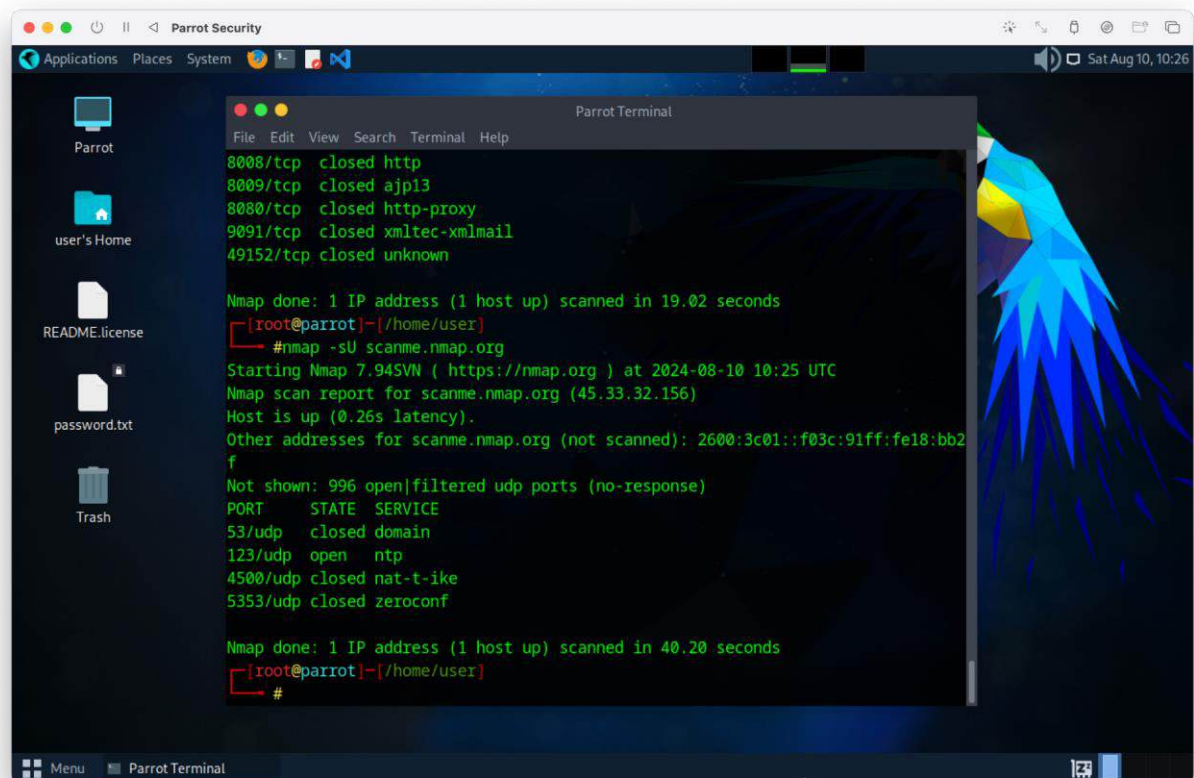 Parrot Security
Applications Places System
Sat Aug 10, 10:26
Parrot
user's Home
README.license
password.txt
Trash
Parrot Terminal
File Edit View Search Terminal Help
8008/tcp closed http
8009/tcp closed ajp13
8080/tcp closed http-proxy
9091/tcp closed xmltec-xmlmail
49152/tcp closed unknown
Nmap done: 1 IP address (1 host up) scanned in 19.02 seconds
[root@parrot]-[/home/user]
#nmap -sU scanme.nmap.org
Starting Nmap 7.94SVN ( https://nmap.org ) at 2024-08-10 10:25 UTC
Nmap scan report for scanme.nmap.org (45.33.32.156)
Host is up (0.26s latency).
Other addresses for scanme.nmap.org (not scanned): 2600:3c01::f03c:91ff:fe18:bb2
f
Not shown: 996 open|filtered udp ports (no-response)
PORT STATE SERVICE
53/udp closed domain
123/udp open ntp
4500/udp closed nat-t-ike
5353/udp closed zeroconf
Nmap done: 1 IP address (1 host up) scanned in 40.20 seconds
[root@parrot]-[/home/user]
#
Menu Parrot Terminal